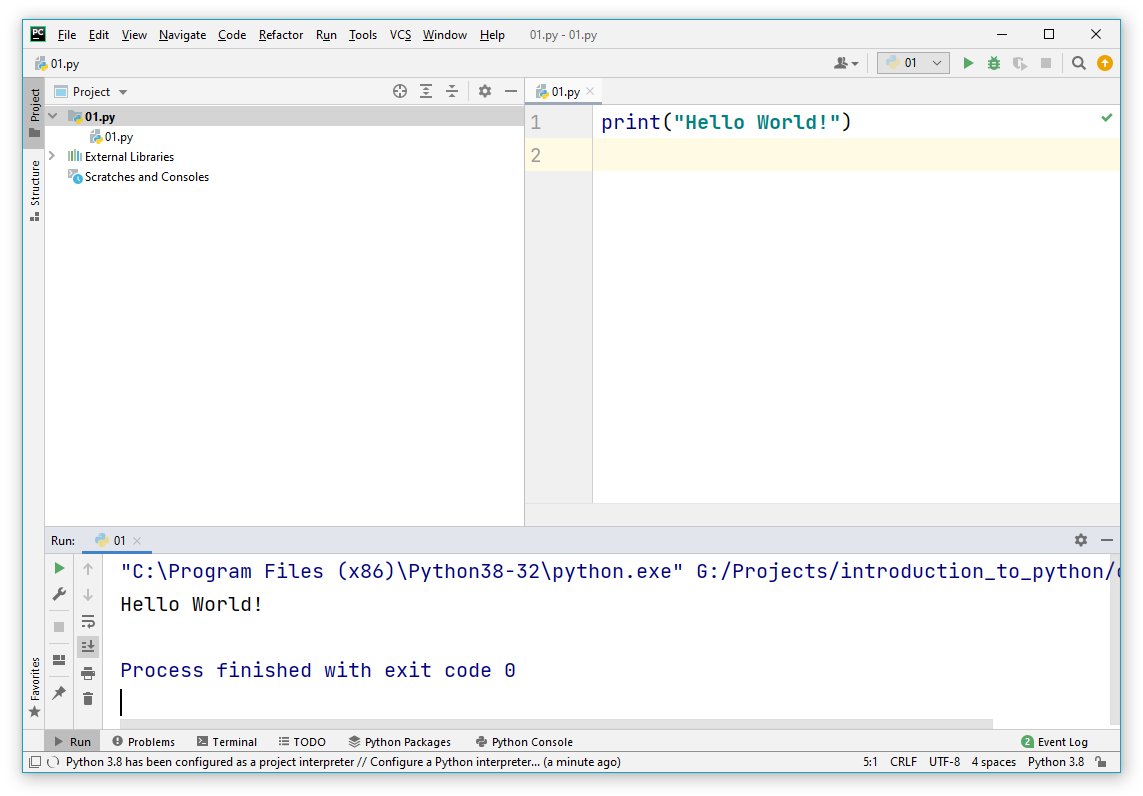 PC File Edit View Navigate Code Refactor Run Tools VCS Window Help 01.py - 01.py
01.py 01
Project Project 01.py
01.py
01.py
External Libraries
Scratches and Consoles
Structure
1 print("Hello World!")
2
Run: 01
"C:\Program Files (x86)\Python38-32\python.exe" G:/Projects/introduction_to_python/
Hello World!
Process finished with exit code 0
Favorites
Run Problems Terminal TODO Python Packages Python Console 2 Event Log
Python 3.8 has been configured as a project interpreter // Configure a Python interpreter... (a minute ago) 5:1 CRLF UTF-8 4 spaces Python 3.8